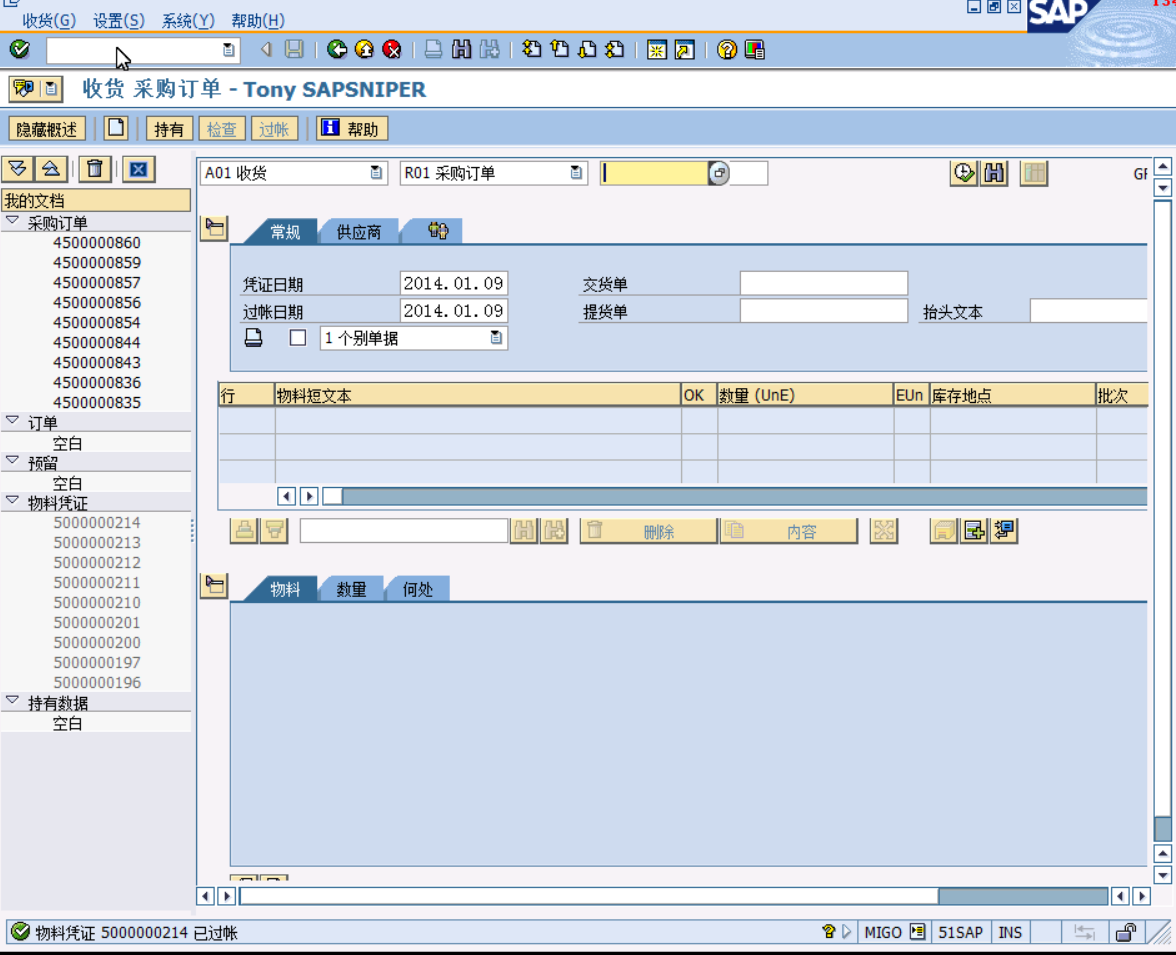 收货(G) 设置(S) 系统(Y) 帮助(H)
SAP
收货 采购订单 - Tony SAPSNIPER
隐藏概述 持有 检查 过帐 帮助
A01 收货 R01 采购订单
我的文档
采购订单
4500000860
4500000859
4500000857
4500000856
4500000854
4500000844
4500000843
4500000836
4500000835
订单
空白
预留
空白
物料凭证
5000000214
5000000213
5000000212
5000000211
5000000210
5000000201
5000000200
5000000197
5000000196
持有数据
空白
常规 供应商
凭证日期 2014.01.09 交货单
过帐日期 2014.01.09 提货单 抬头文本
1 个别单据
行 物料短文本 OK 数量 (UnE) EUn 库存地点 批次
删除 内容
物料 数量 何处
物料凭证 5000000214 已过帐 MIGO 51SAP INS